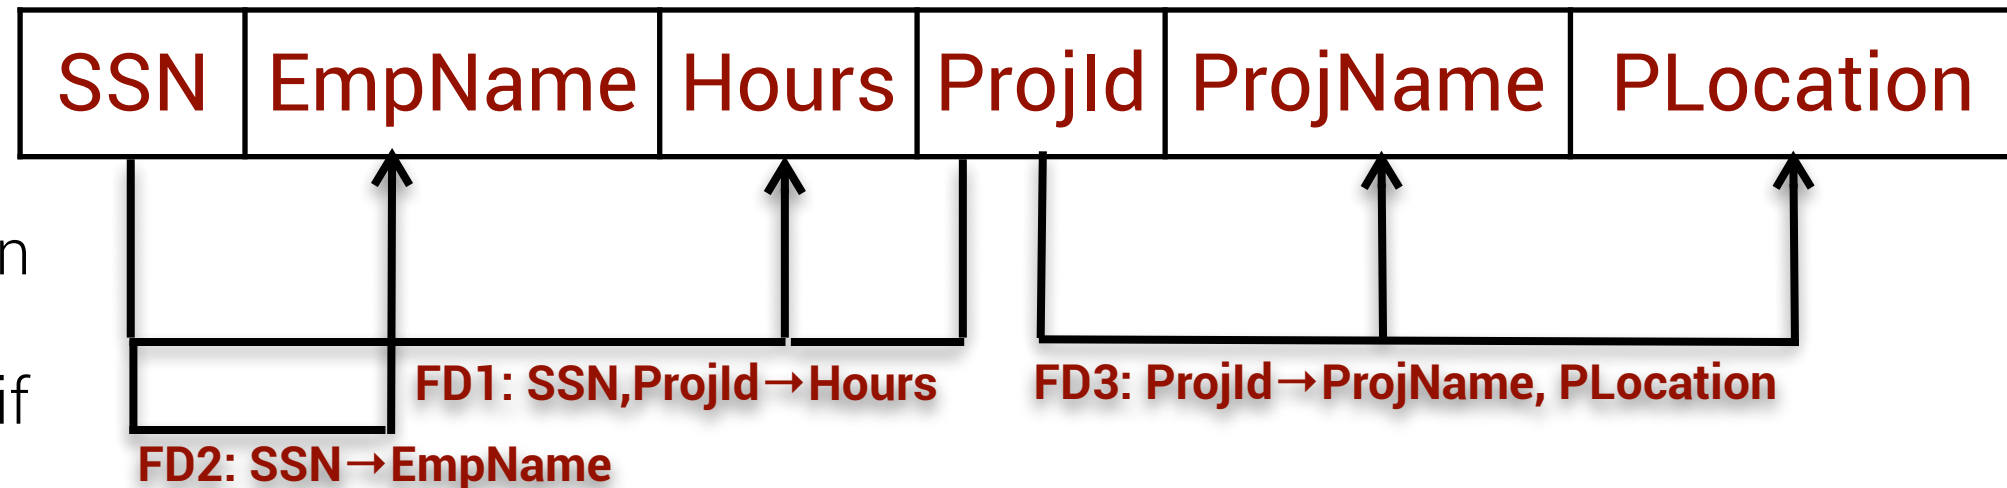 SSN EmpName Hours ProjId ProjName PLocation
n
if
FD1: SSN,ProjId→Hours
FD3: ProjId→ProjName, PLocation
FD2: SSN→EmpName